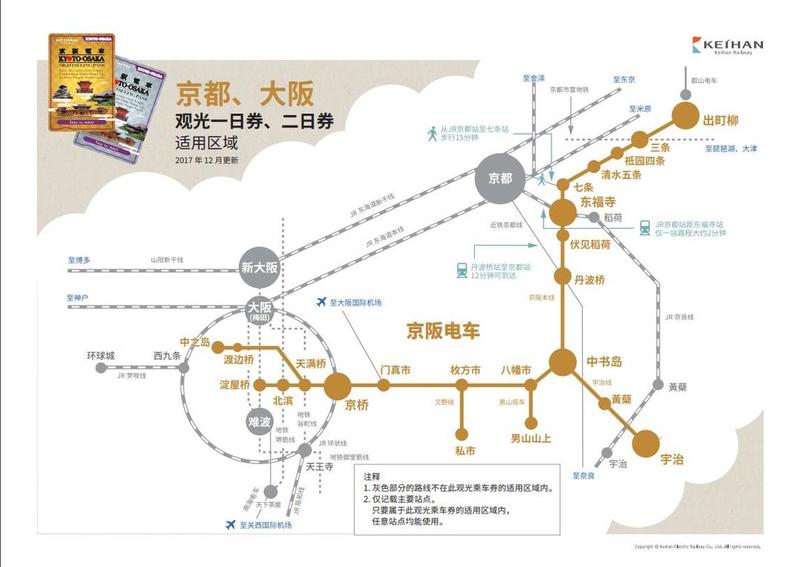 KEIHAN
Keihan Railway
KEIHAN
京阪電車
KYOTO-OSAKA
SIGHTSEEING PASS
京都、大阪
观光一日券、二日券
适用区域
2017 年 12 月更新
至金泽
至东京
京都市营地铁
至米原
叡山电车
出町柳
从JR京都站至七条站
步行15分钟
三条
至琵琶湖、大津
祗园四条
清水五条
京都
七条
东福寺
稻荷
JR 东海道新干线
JR 东海道本线
近铁京都线
JR京都站距东福寺站
仅一站路程大约2分钟
伏见稻荷
丹波桥站至京都站
12分钟可到达
丹波桥
至博多
山阳新干线
新大阪
至神户
大阪
(梅田)
至大阪国际机场
京阪本线
JR 奈良线
京阪电车
中之岛
渡边桥
天满桥
环球城
西九条
JR 梦咲线
淀屋桥
北滨
京桥
门真市
枚方市
八幡市
中书岛
宇治线
黄檗
黄檗
交野线
男山缆车
难波
地铁
堺筋线
地铁
谷町线
JR 环状线
地铁御堂筋线
私市
男山山上
宇治
宇治
天王寺
至奈良
南海电车
天下茶屋
JR 阪和线
至关西国际机场
注释
1. 灰色部分的路线不在此观光乘车券的适用区域内。
2. 仅记载主要站点。
只要属于此观光乘车券的适用区域内，
任意站点均能使用。
Copyright © Keihan Electric Railway Co., Ltd. All rights reserved.